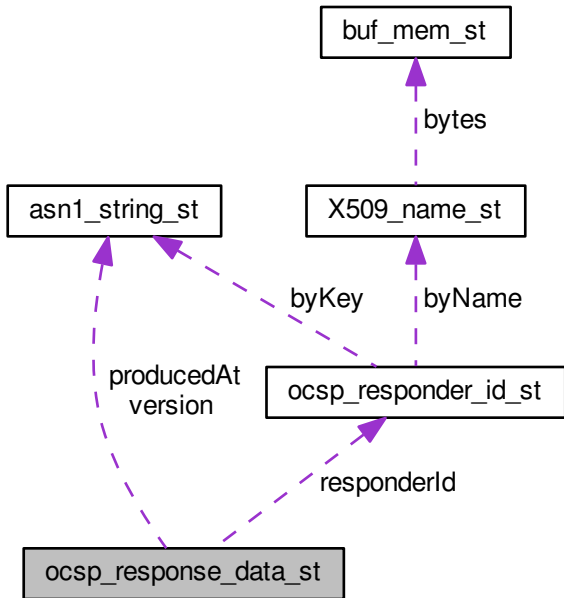 buf_mem_st
bytes
asn1_string_st
X509_name_st
byKey
byName
producedAt
version
ocsp_responder_id_st
responderId
ocsp_response_data_st